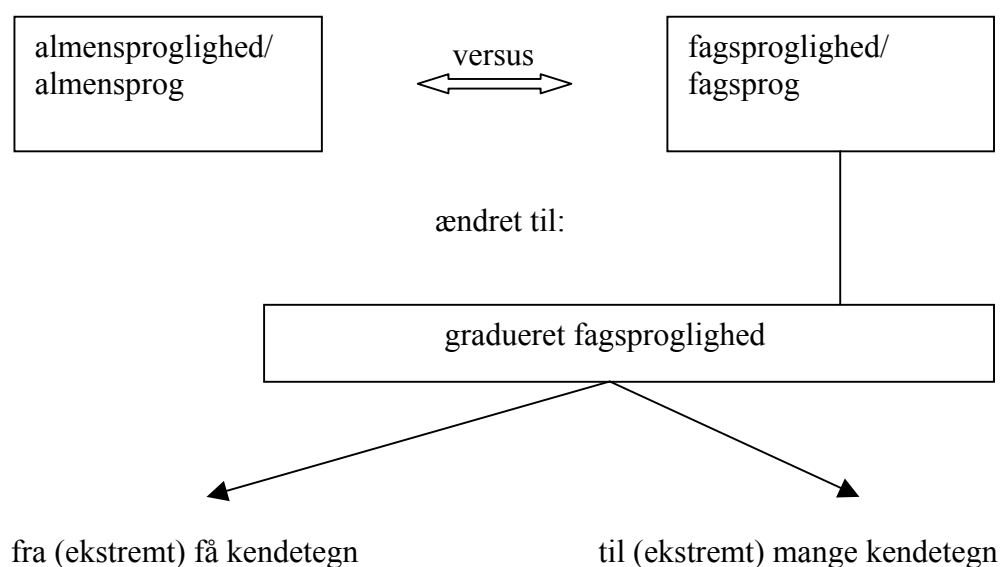 almensproglighed/
almensprog
versus
fagsproglighed/
fagsprog
ændret til:
gradueret fagsproglighed
fra (ekstremt) få kendetegn
til (ekstremt) mange kendetegn